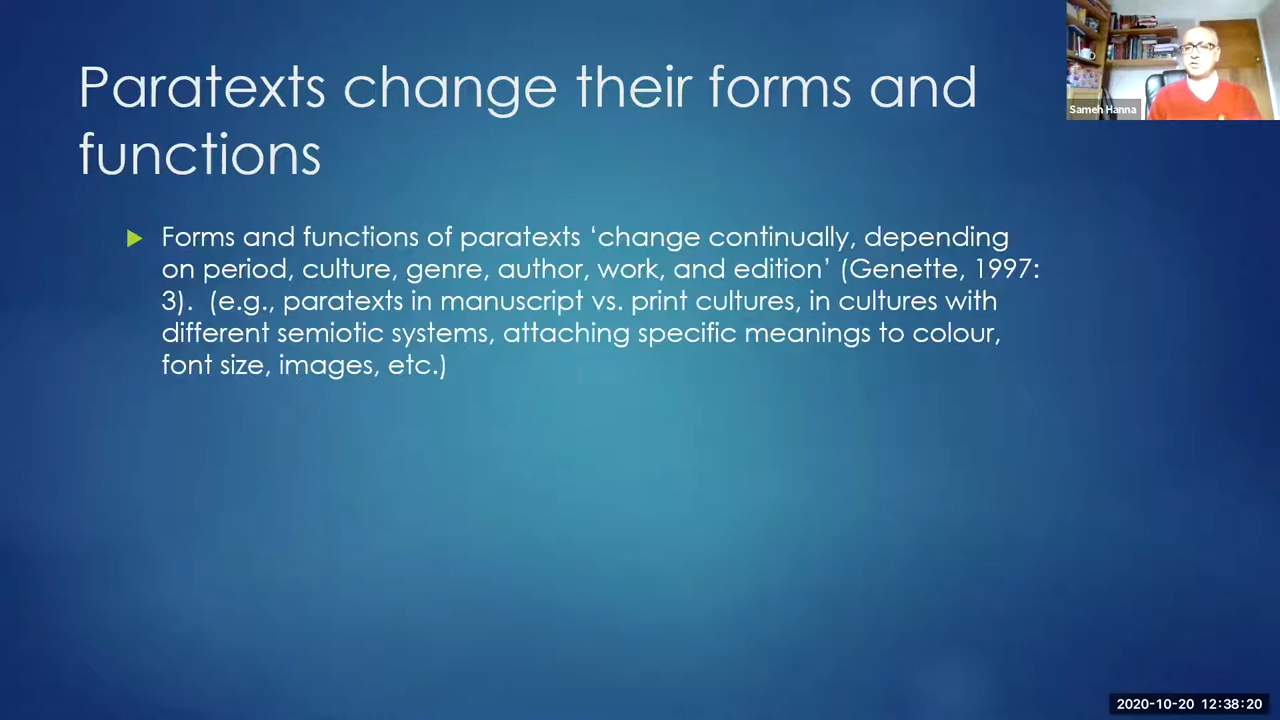 Paratexts change their forms and
functions
Forms and functions of paratexts ‘change continually, depending
on period, culture, genre, author, work, and edition’ (Genette, 1997:
3).  (e.g., paratexts in manuscript vs. print cultures, in cultures with
different semiotic systems, attaching specific meanings to colour,
font size, images, etc.)
Sameh Hanna
2020-10-20 12:38:20